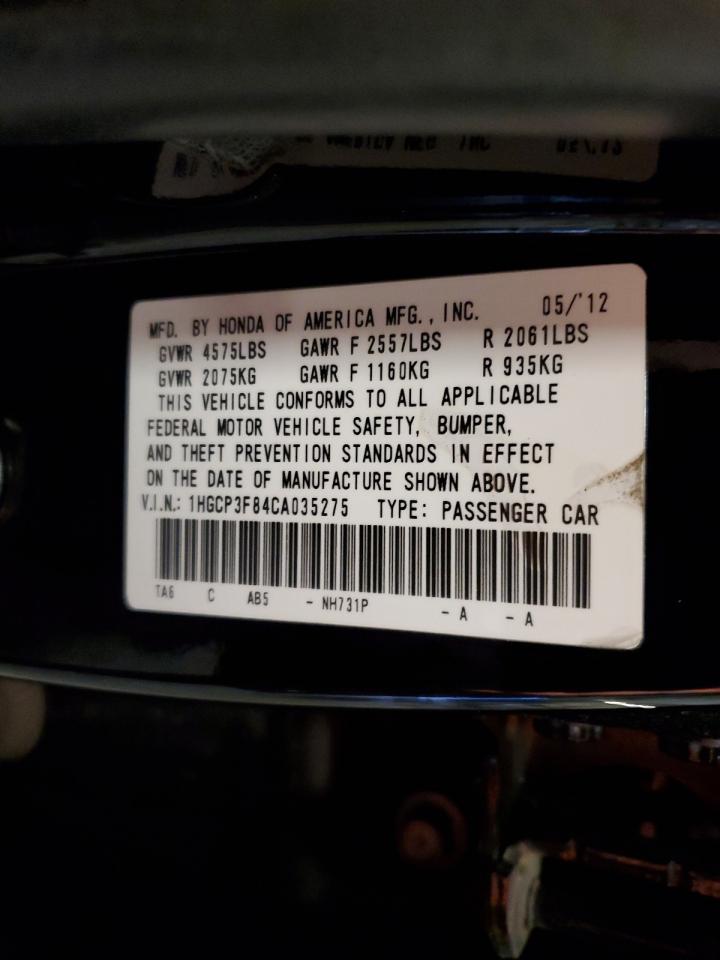 MFD. BY HONDA OF AMERICA MFG., INC. 05/'12
GVWR 4575LBS GAWR F 2557LBS R 2061LBS
GVWR 2075KG GAWR F 1160KG R 935KG
THIS VEHICLE CONFORMS TO ALL APPLICABLE
FEDERAL MOTOR VEHICLE SAFETY, BUMPER,
AND THEFT PREVENTION STANDARDS IN EFFECT
ON THE DATE OF MANUFACTURE SHOWN ABOVE.
V.I.N.: 1HGCP3F84CA035275 TYPE: PASSENGER CAR
TA6 C AB5 - NH731P - A - A